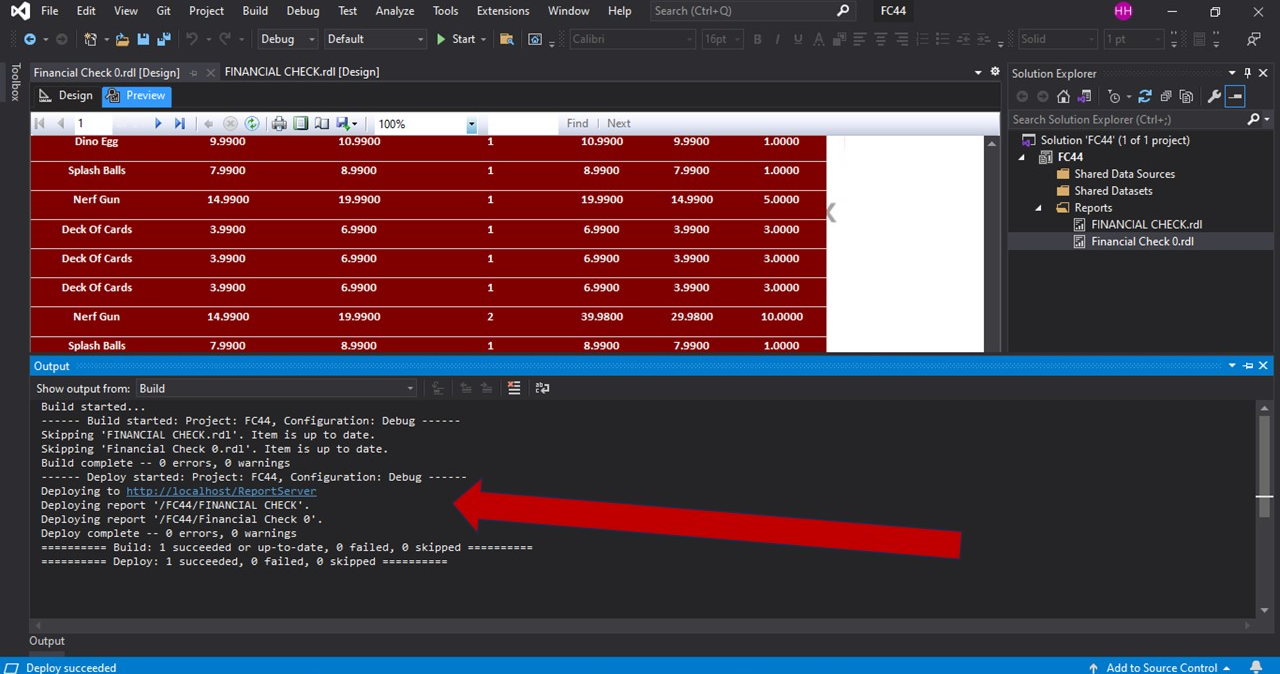 File Edit View Git Project Build Debug Test Analyze Tools Extensions Window Help Search (Ctrl+Q) FC44 HH
Debug Default Start Calibri 16pt B I U A Solid 1 pt
Toolbox
Financial Check 0.rdl [Design] FINANCIAL CHECK.rdl [Design]
Design Preview
1 100% Find | Next
Dino Egg 9.9900 10.9900 1 10.9900 9.9900 1.0000
Splash Balls 7.9900 8.9900 1 8.9900 7.9900 1.0000
Nerf Gun 14.9900 19.9900 1 19.9900 14.9900 5.0000
Deck Of Cards 3.9900 6.9900 1 6.9900 3.9900 3.0000
Deck Of Cards 3.9900 6.9900 1 6.9900 3.9900 3.0000
Deck Of Cards 3.9900 6.9900 1 6.9900 3.9900 3.0000
Nerf Gun 14.9900 19.9900 2 39.9800 29.9800 10.0000
Splash Balls 7.9900 8.9900 1 8.9900 7.9900 1.0000
Solution Explorer
Search Solution Explorer (Ctrl+;)
Solution 'FC44' (1 of 1 project)
FC44
Shared Data Sources
Shared Datasets
Reports
FINANCIAL CHECK.rdl
Financial Check 0.rdl
Output
Show output from: Build
Build started...
------ Build started: Project: FC44, Configuration: Debug ------
Skipping 'FINANCIAL CHECK.rdl'. Item is up to date.
Skipping 'Financial Check 0.rdl'. Item is up to date.
Build complete -- 0 errors, 0 warnings
------ Deploy started: Project: FC44, Configuration: Debug ------
Deploying to http://localhost/ReportServer
Deploying report '/FC44/FINANCIAL CHECK'.
Deploying report '/FC44/Financial Check 0'.
Deploy complete -- 0 errors, 0 warnings
========== Build: 1 succeeded or up-to-date, 0 failed, 0 skipped ==========
========== Deploy: 1 succeeded, 0 failed, 0 skipped ==========
Output
Deploy succeeded
Add to Source Control